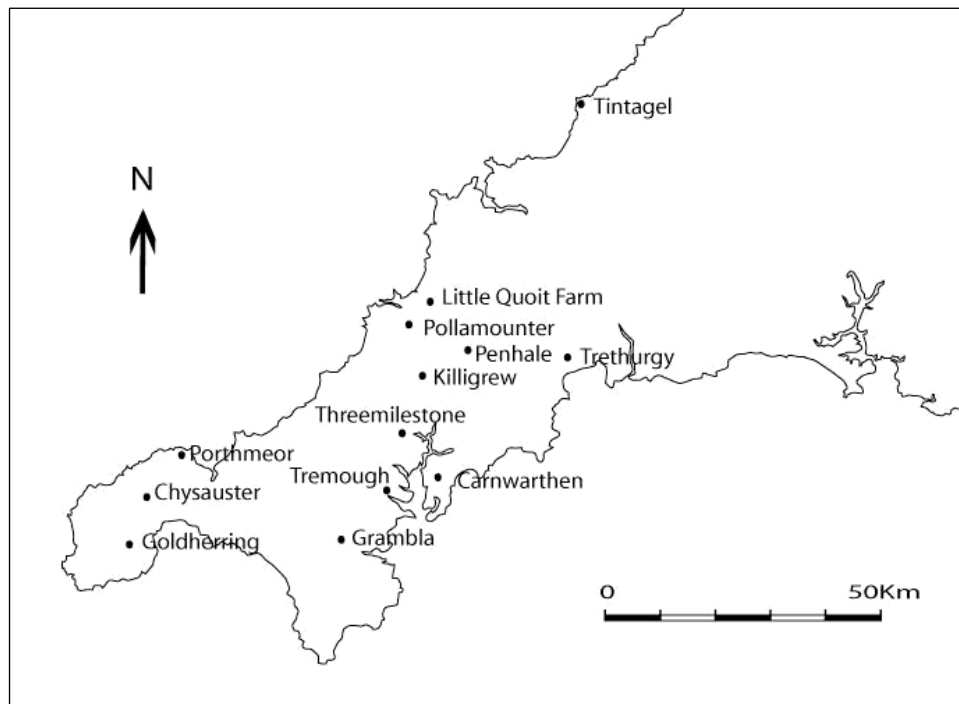 Tintagel
N
Little Quoit Farm
Pollamounter
Penhale
Trethurgy
Killigrew
Threemilestone
Porthmeor
Tremough
Carnwarthen
Chysauster
Goldherring
Grambla
0 50Km